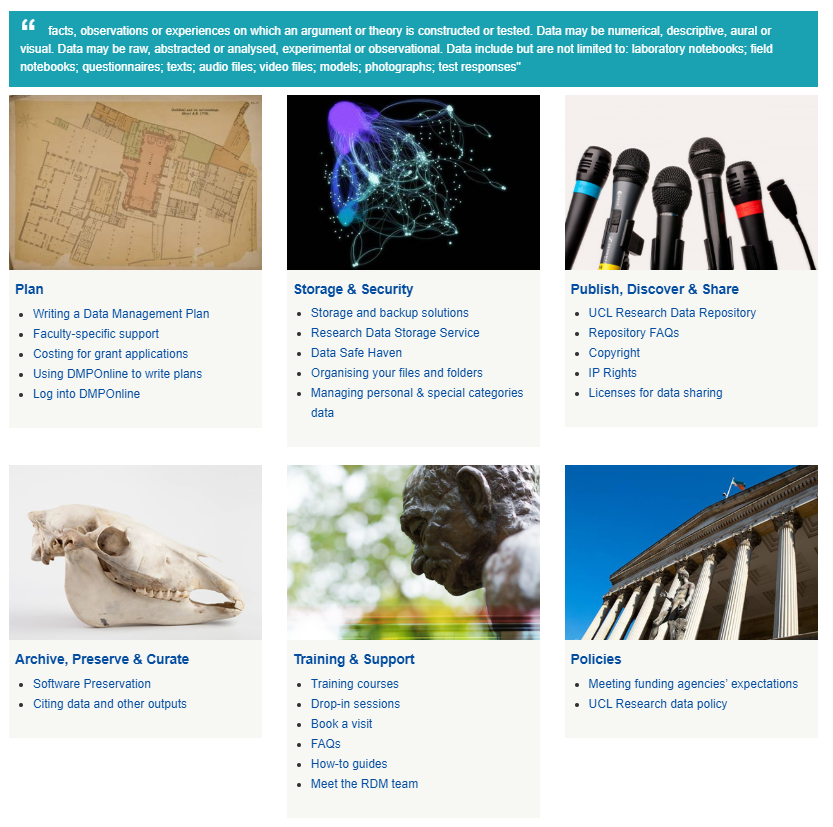 “ facts, observations or experiences on which an argument or theory is constructed or tested. Data may be numerical, descriptive, aural or
visual. Data may be raw, abstracted or analysed, experimental or observational. Data include but are not limited to: laboratory notebooks; field
notebooks; questionnaires; texts; audio files; video files; models; photographs; test responses"
Plan
Writing a Data Management Plan
Faculty-specific support
Costing for grant applications
Using DMPOnline to write plans
Log into DMPOnline
Storage & Security
Storage and backup solutions
Research Data Storage Service
Data Safe Haven
Organising your files and folders
Managing personal & special categories
data
Publish, Discover & Share
UCL Research Data Repository
Repository FAQs
Copyright
IP Rights
Licenses for data sharing
Archive, Preserve & Curate
Software Preservation
Citing data and other outputs
Training & Support
Training courses
Drop-in sessions
Book a visit
FAQs
How-to guides
Meet the RDM team
Policies
Meeting funding agencies’ expectations
UCL Research data policy